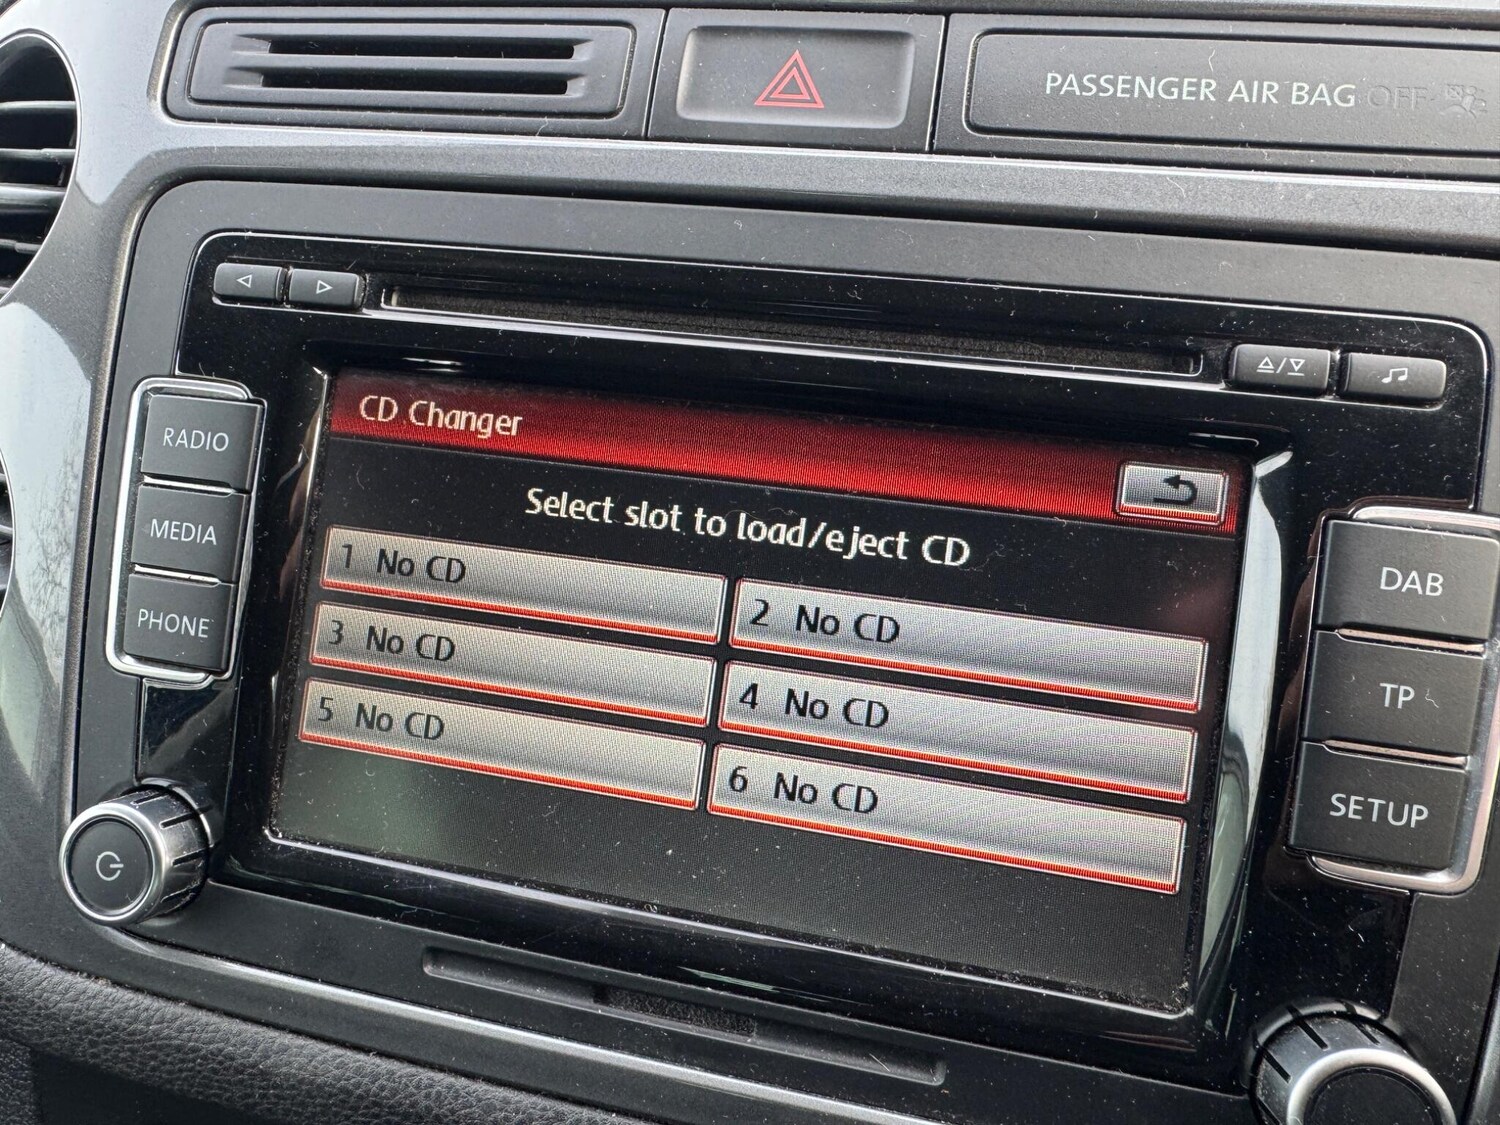 PASSENGER AIR BAG OFF
RADIO
MEDIA
PHONE
CD Changer
Select slot to load/eject CD
1 No CD
2 No CD
3 No CD
4 No CD
5 No CD
6 No CD
DAB
TP
SETUP